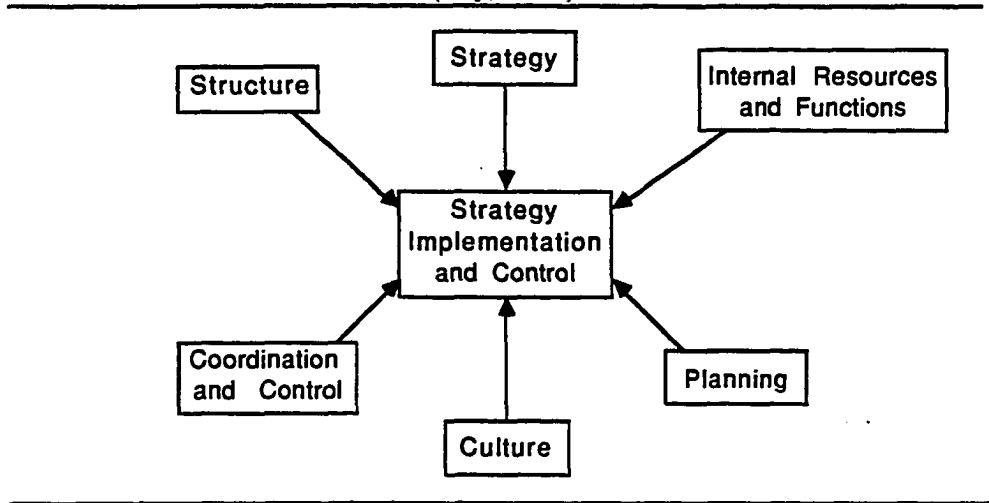 Strategy
Structure
Internal Resources
and Functions
Strategy
Implementation
and Control
Coordination
and Control
Planning
Culture